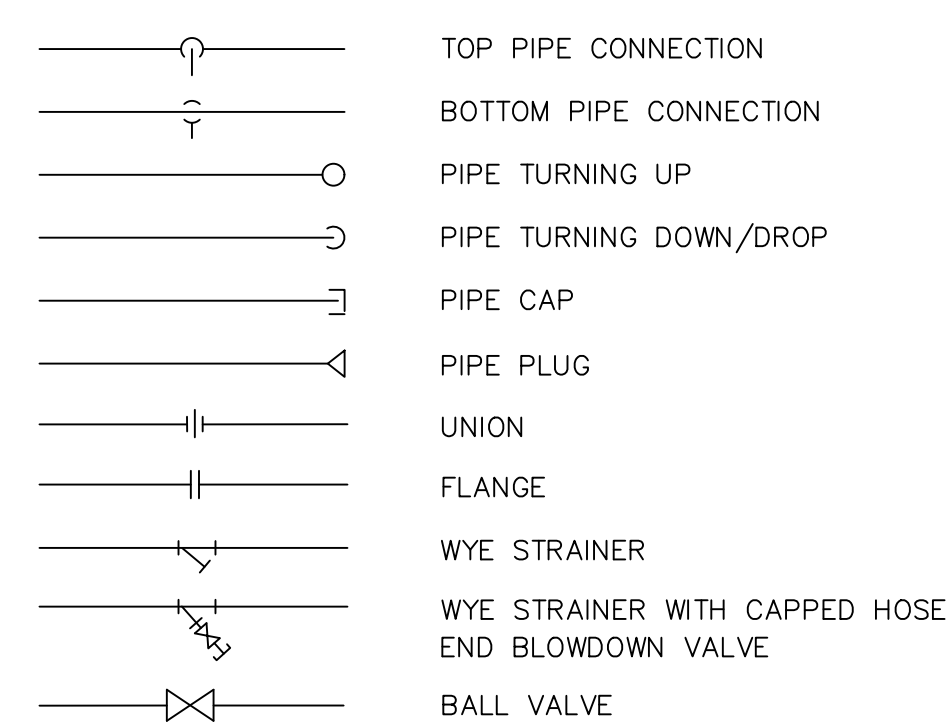 TOP PIPE CONNECTION
BOTTOM PIPE CONNECTION
PIPE TURNING UP
PIPE TURNING DOWN/DROP
PIPE CAP
PIPE PLUG
UNION
FLANGE
WYE STRAINER
WYE STRAINER WITH CAPPED HOSE
END BLOWDOWN VALVE
BALL VALVE